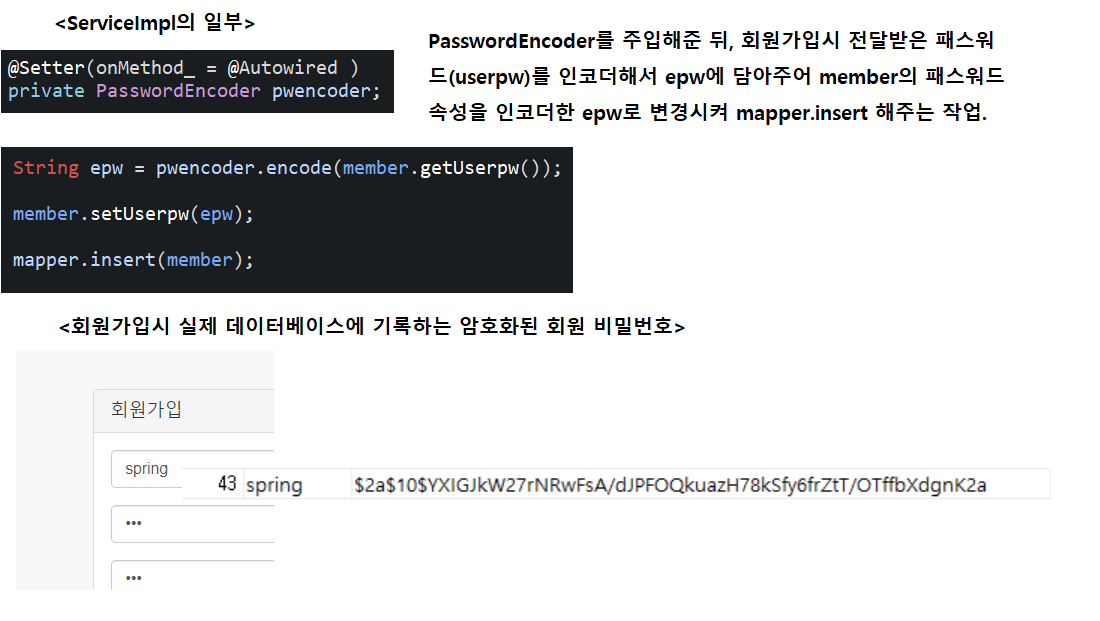 <ServiceImpl의 일부>
@Setter(onMethod_ = @Autowired )
private PasswordEncoder pwencoder;
PasswordEncoder를 주입해준 뒤, 회원가입시 전달받은 패스워
드(userpw)를 인코더해서 epw에 담아주어 member의 패스워드
속성을 인코더한 epw로 변경시켜 mapper.insert 해주는 작업.
String epw = pwencoder.encode(member.getUserpw());
member.setUserpw(epw);
mapper.insert(member);
<회원가입시 실제 데이터베이스에 기록하는 암호화된 회원 비밀번호>
회원가입
spring
43 spring $2a$10$YXIGJkW27rNRwFsA/dJPFOQkuazH78kSfy6frZtT/OTffbXdgnK2a
•••
•••